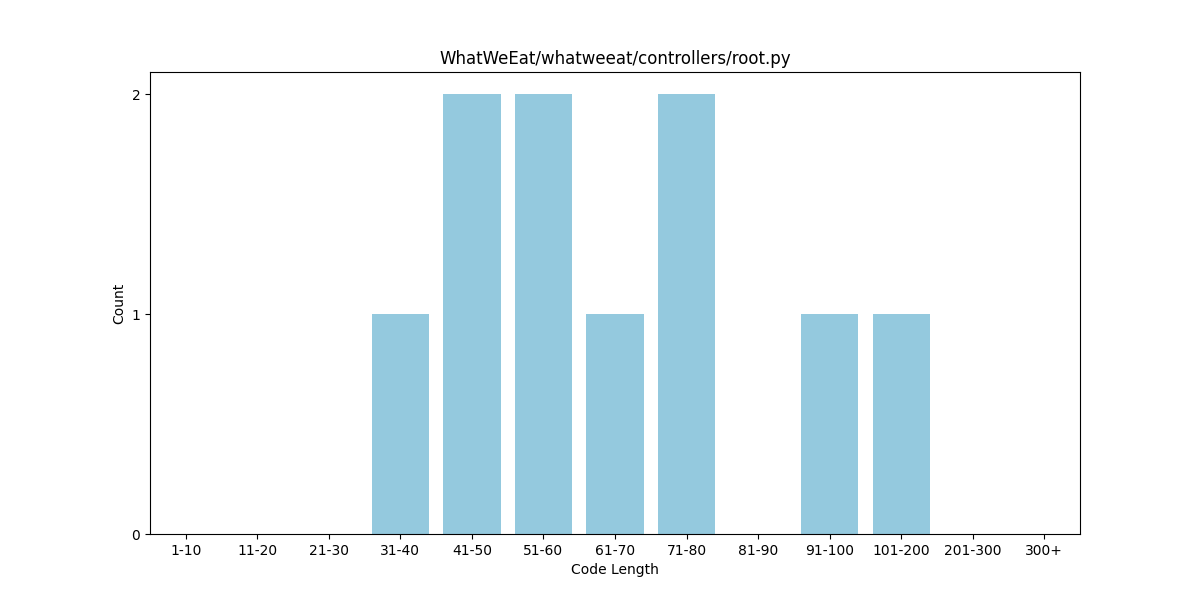 WhatWeEat/whatweeat/controllers/root.py
Count
2
1
0
1-10 11-20 21-30 31-40 41-50 51-60 61-70 71-80 81-90 91-100 101-200 201-300 300+
Code Length